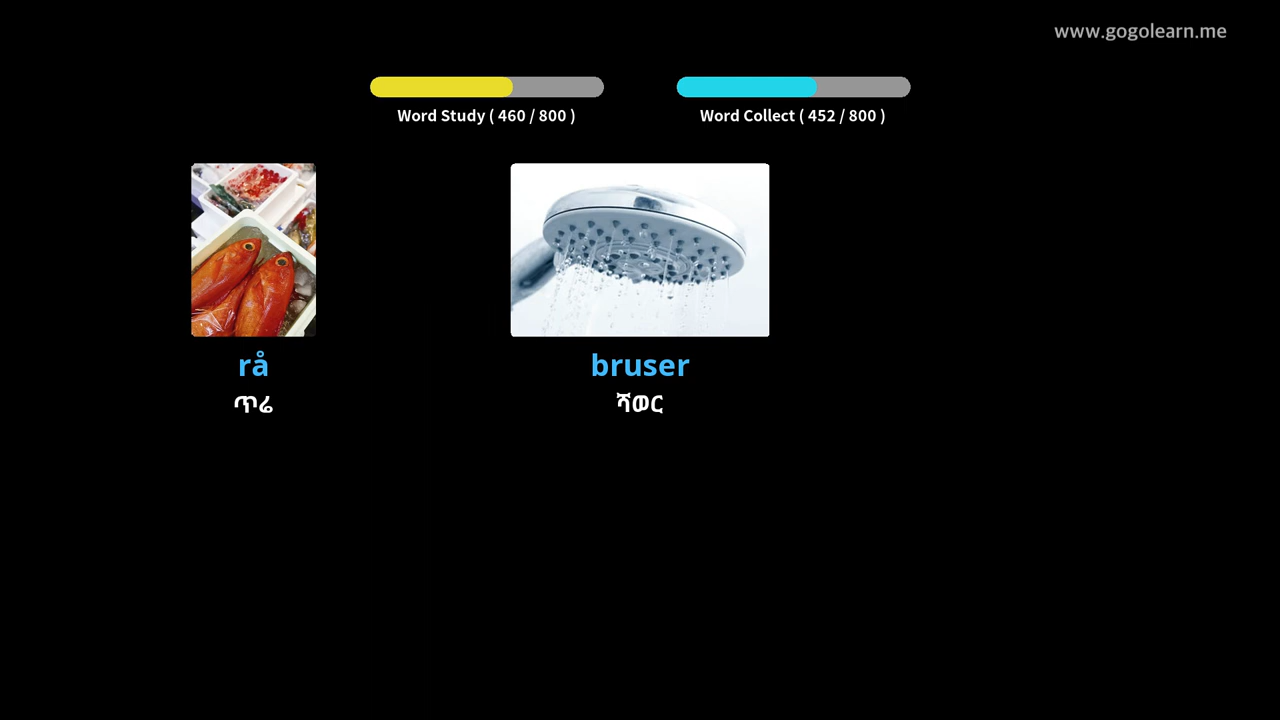 www.gogolearn.me
Word Study ( 460 / 800 )
Word Collect ( 452 / 800 )
rå
ጥሬ
bruser
ሻወር